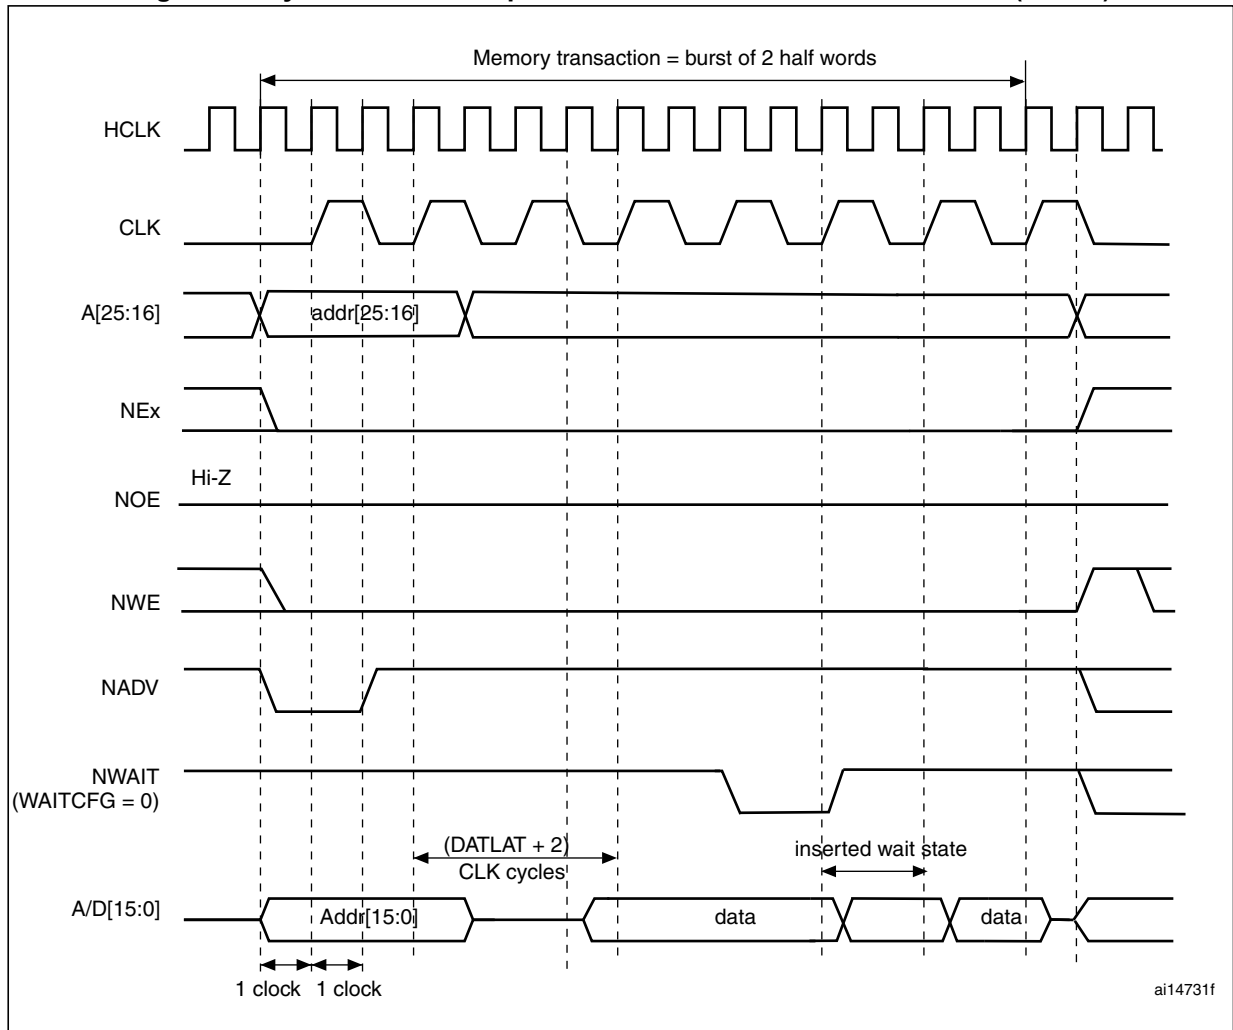 Memory transaction = burst of 2 half words
HCLK
CLK
A[25:16]
addr[25:16]
NEx
Hi-Z
NOE
NWE
NADV
NWAIT
(WAITCFG = 0)
(DATLAT + 2)
CLK cycles
inserted wait state
A/D[15:0]
Addr[15:0]
data
data
1 clock 1 clock
ai14731f